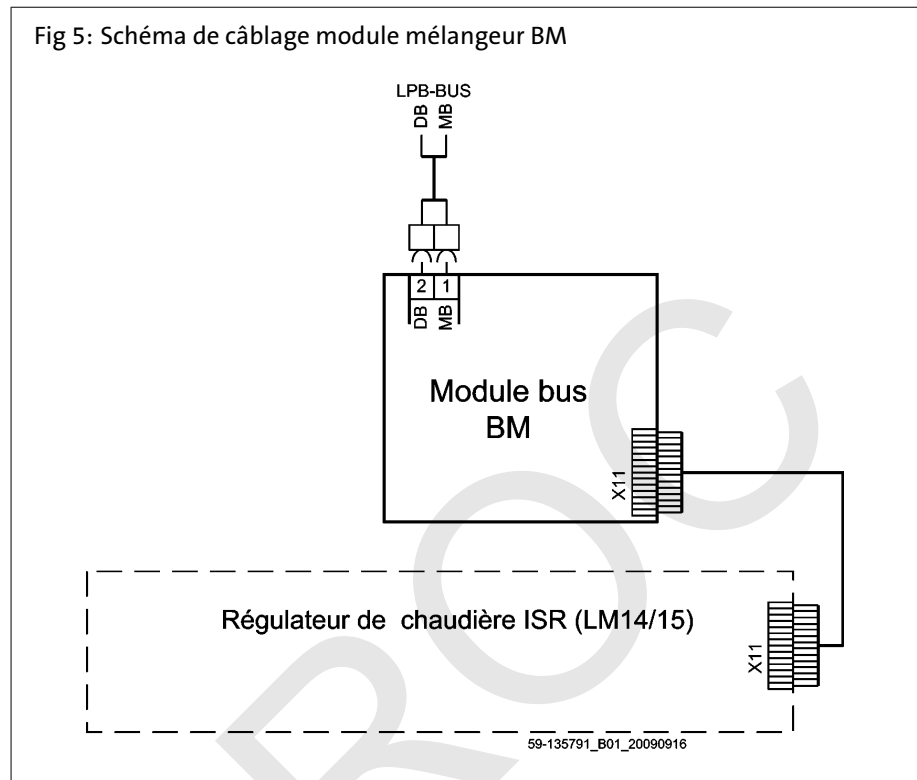 Fig 5: Schéma de câblage module mélangeur BM
LPB-BUS
DB
MB
2 1
DB
MB
Module bus
BM
X11
Régulateur de chaudière ISR (LM14/15)
X11
59-135791_B01_20090916
ROC